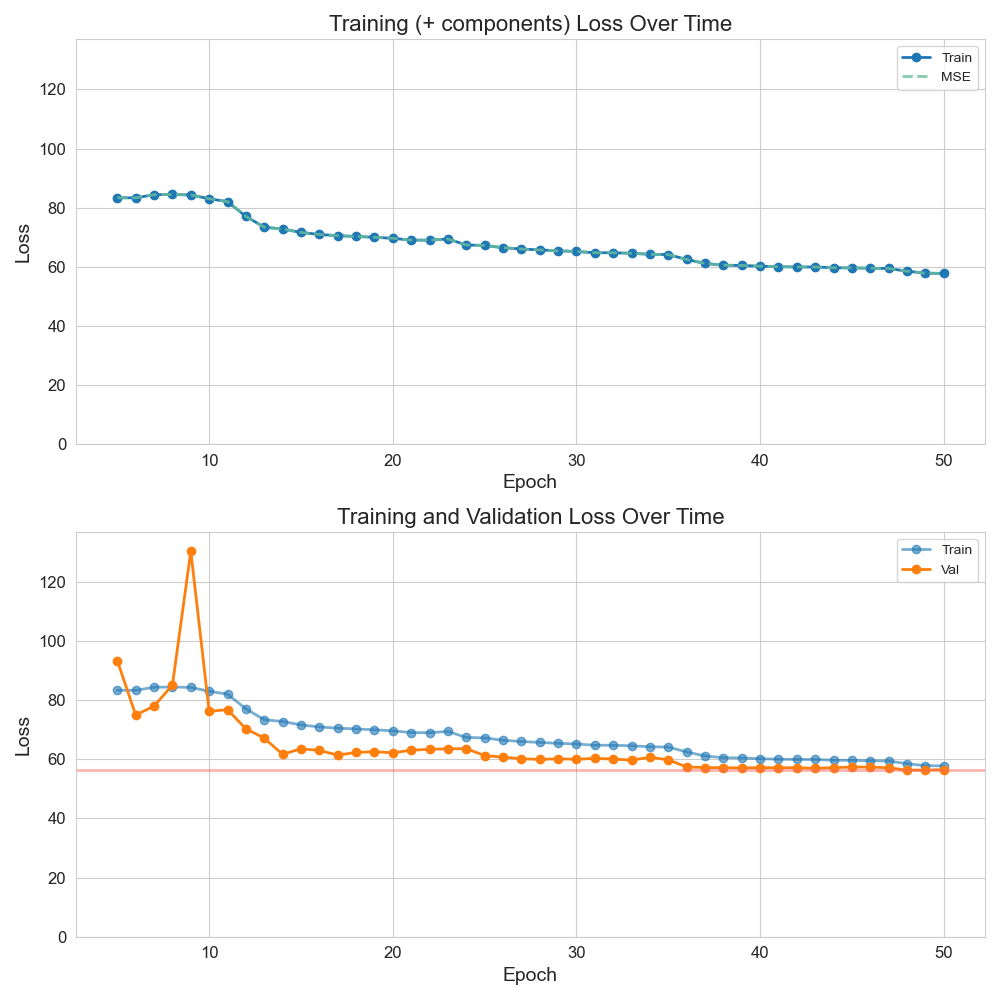 Training (+ components) Loss Over Time
Train
MSE
120
100
80
60
40
20
0
Loss
10 20 30 40 50
Epoch
Training and Validation Loss Over Time
Train
Val
120
100
80
60
40
20
0
Loss
10 20 30 40 50
Epoch